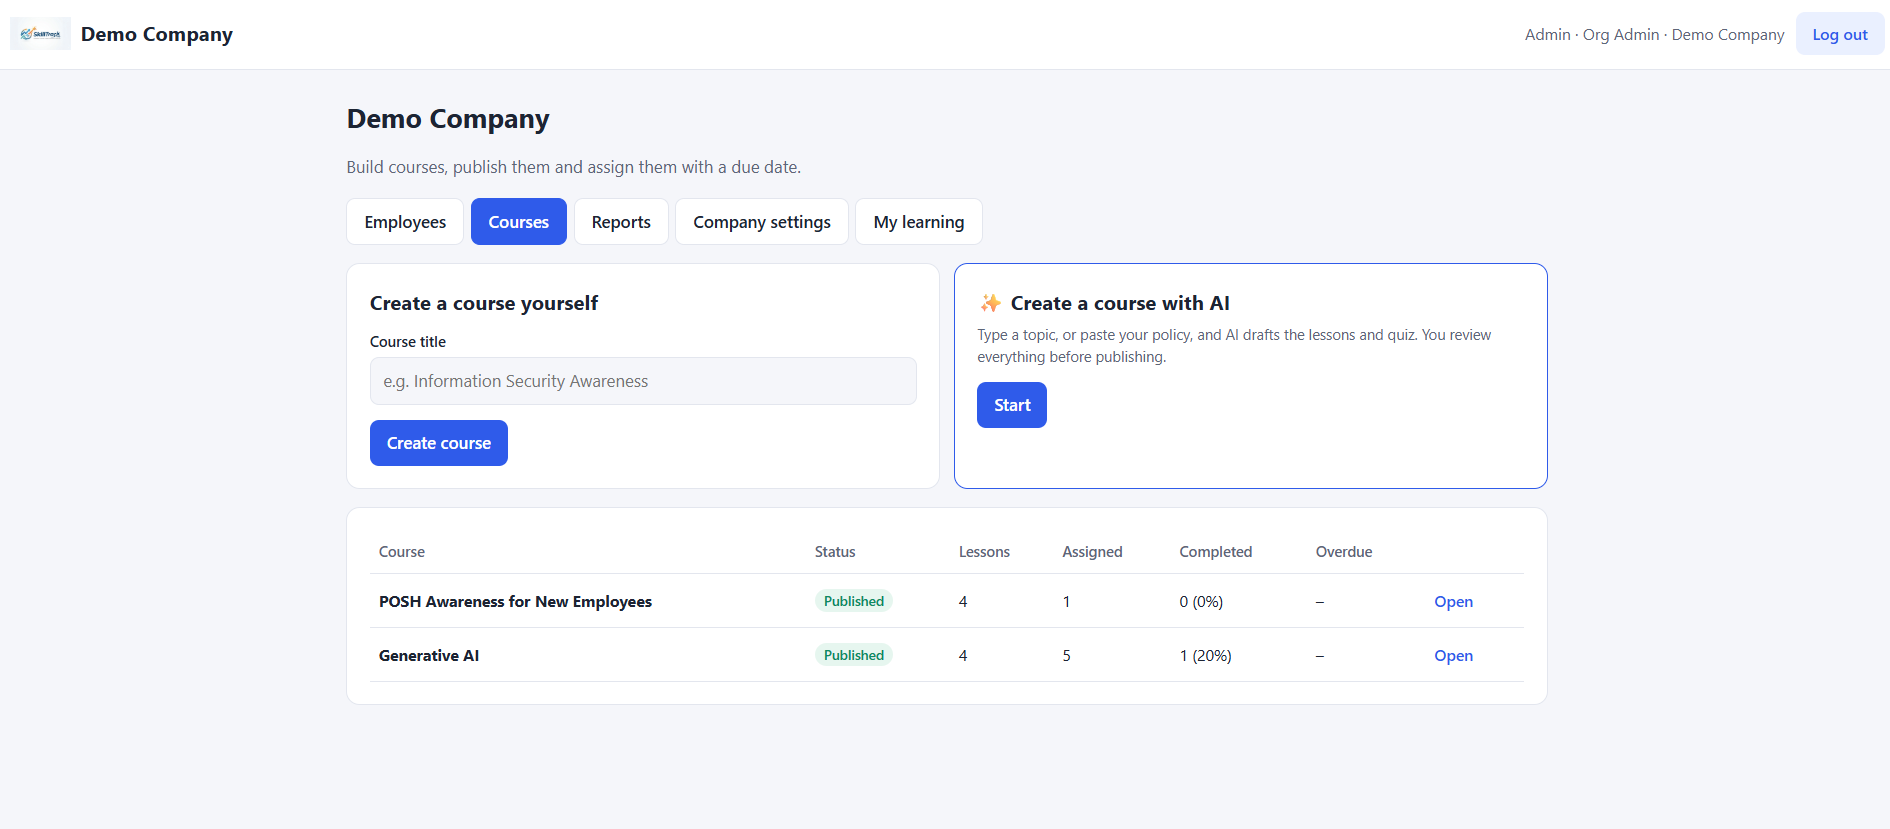 SkillTrack
Demo Company
Admin · Org Admin · Demo Company
Log out
Demo Company
Build courses, publish them and assign them with a due date.
Employees
Courses
Reports
Company settings
My learning
Create a course yourself
Course title
e.g. Information Security Awareness
Create course
✨ Create a course with AI
Type a topic, or paste your policy, and AI drafts the lessons and quiz. You review
everything before publishing.
Start
Course Status Lessons Assigned Completed Overdue
POSH Awareness for New Employees Published 4 1 0 (0%) – Open
Generative AI Published 4 5 1 (20%) – Open